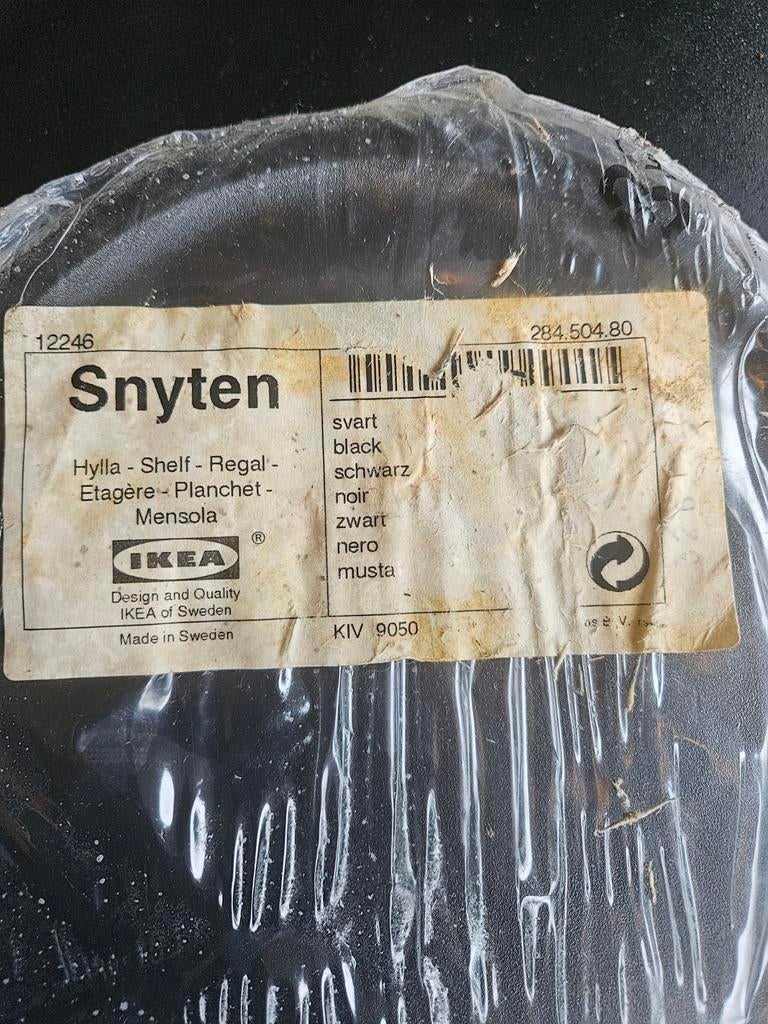 12246
284.504.80
Snyten
Hylla - Shelf - Regal -
Etagère - Planchet -
Mensola
IKEA ®
Design and Quality
IKEA of Sweden
Made in Sweden
svart
black
schwarz
noir
zwart
nero
musta
KIV 9050